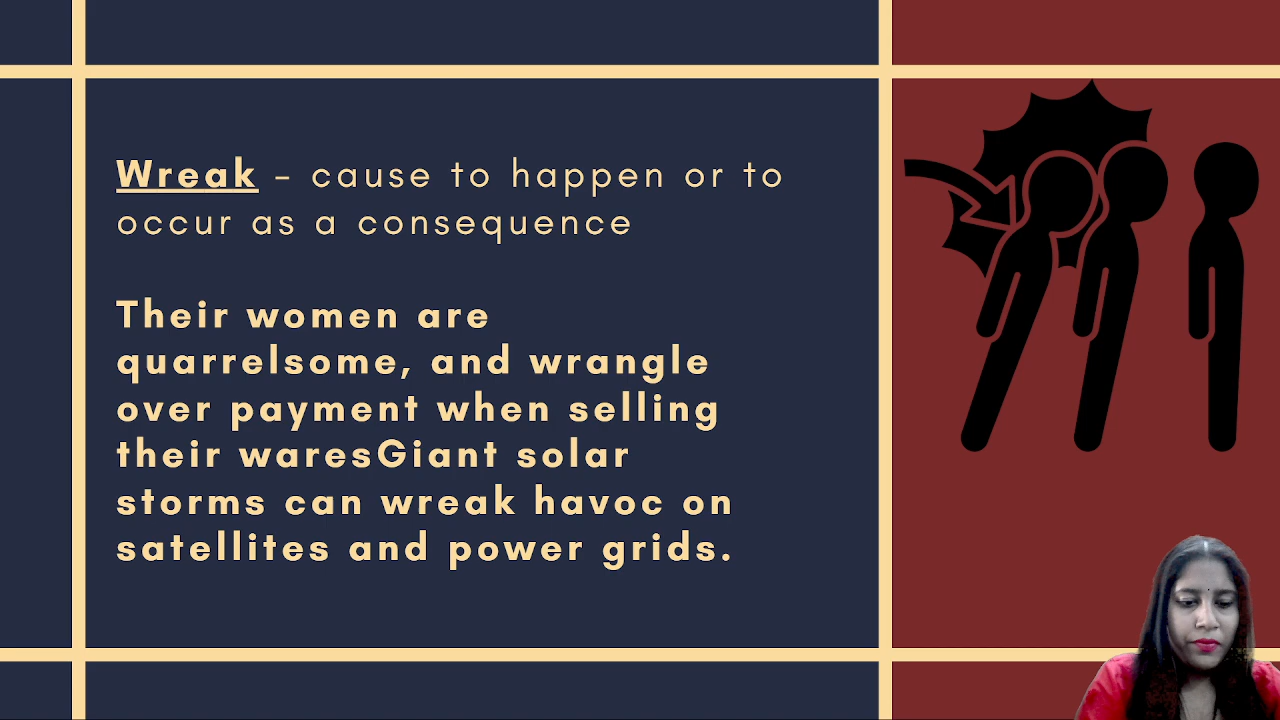 Wreak - cause to happen or to
occur as a consequence
Their women are
quarrelsome, and wrangle
over payment when selling
their waresGiant solar
storms can wreak havoc on
satellites and power grids.